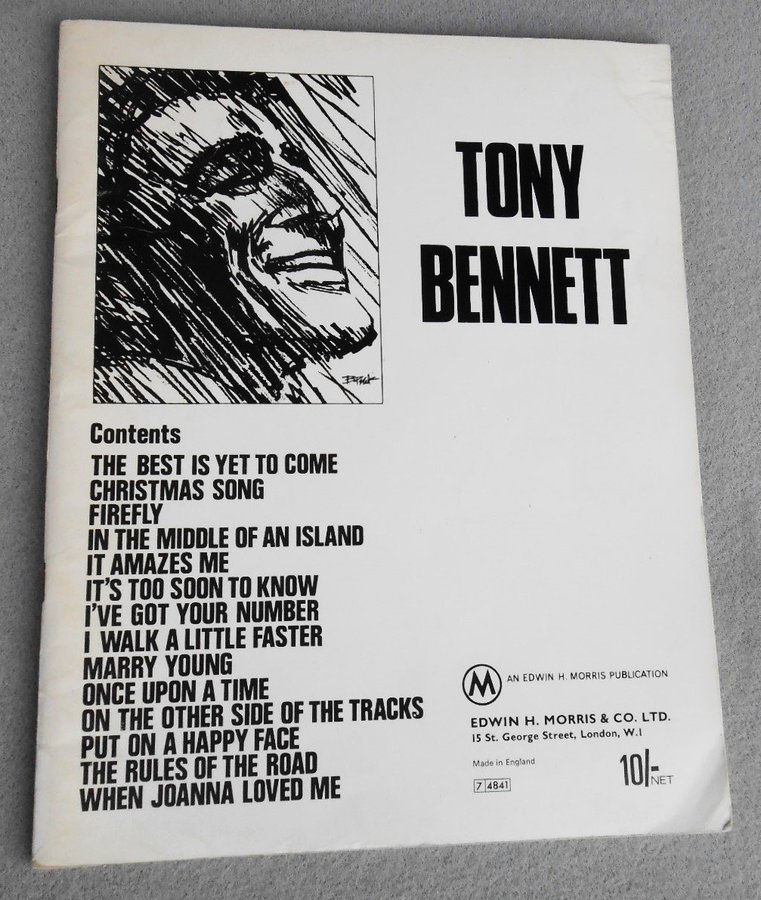 TONY
BENNETT
Contents
THE BEST IS YET TO COME
CHRISTMAS SONG
FIREFLY
IN THE MIDDLE OF AN ISLAND
IT AMAZES ME
IT'S TOO SOON TO KNOW
I'VE GOT YOUR NUMBER
I WALK A LITTLE FASTER
MARRY YOUNG
ONCE UPON A TIME
ON THE OTHER SIDE OF THE TRACKS
PUT ON A HAPPY FACE
THE RULES OF THE ROAD
WHEN JOANNA LOVED ME
M AN EDWIN H. MORRIS PUBLICATION
EDWIN H. MORRIS & CO. LTD.
15 St. George Street, London, W.I
Made in England
7 4841
10/- NET